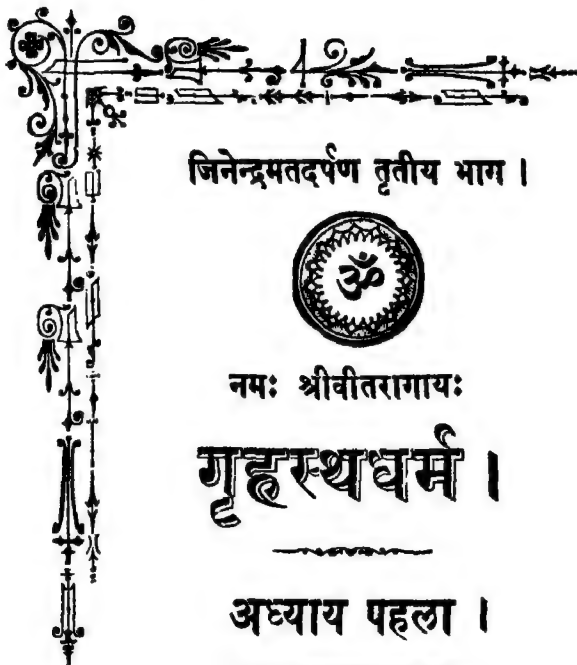 जिनेन्द्रमतदर्पण तृतीय भाग ।
ॐ
नमः श्रीवीतरागायः
गृहस्थधर्म ।
अध्याय पहला ।